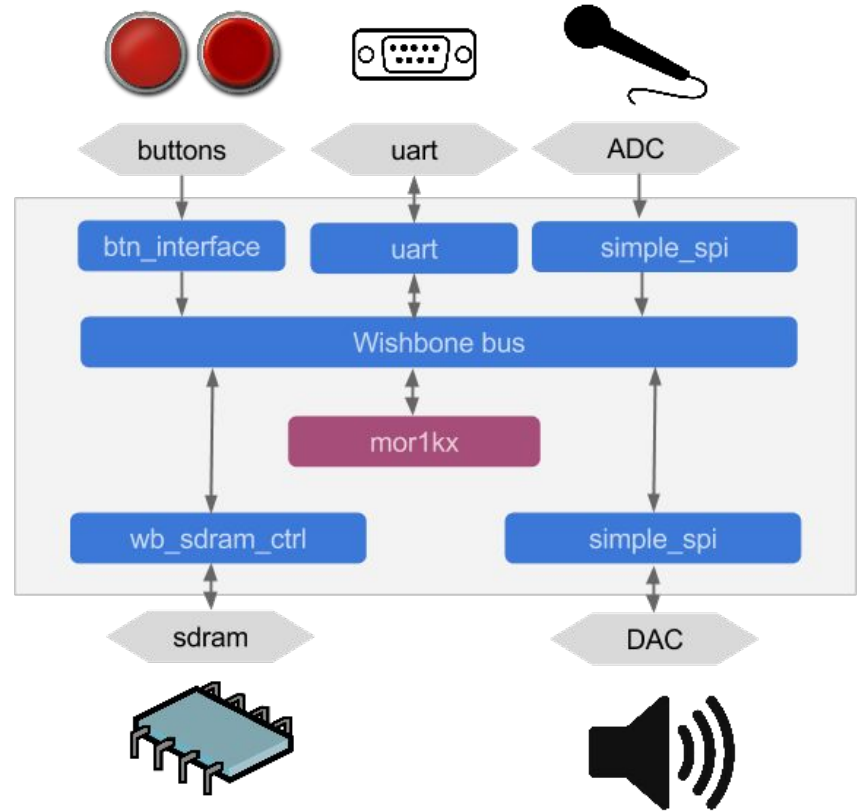 buttons
uart
ADC
btn_interface
uart
simple_spi
Wishbone bus
mor1kx
wb_sdram_ctrl
simple_spi
sdram
DAC